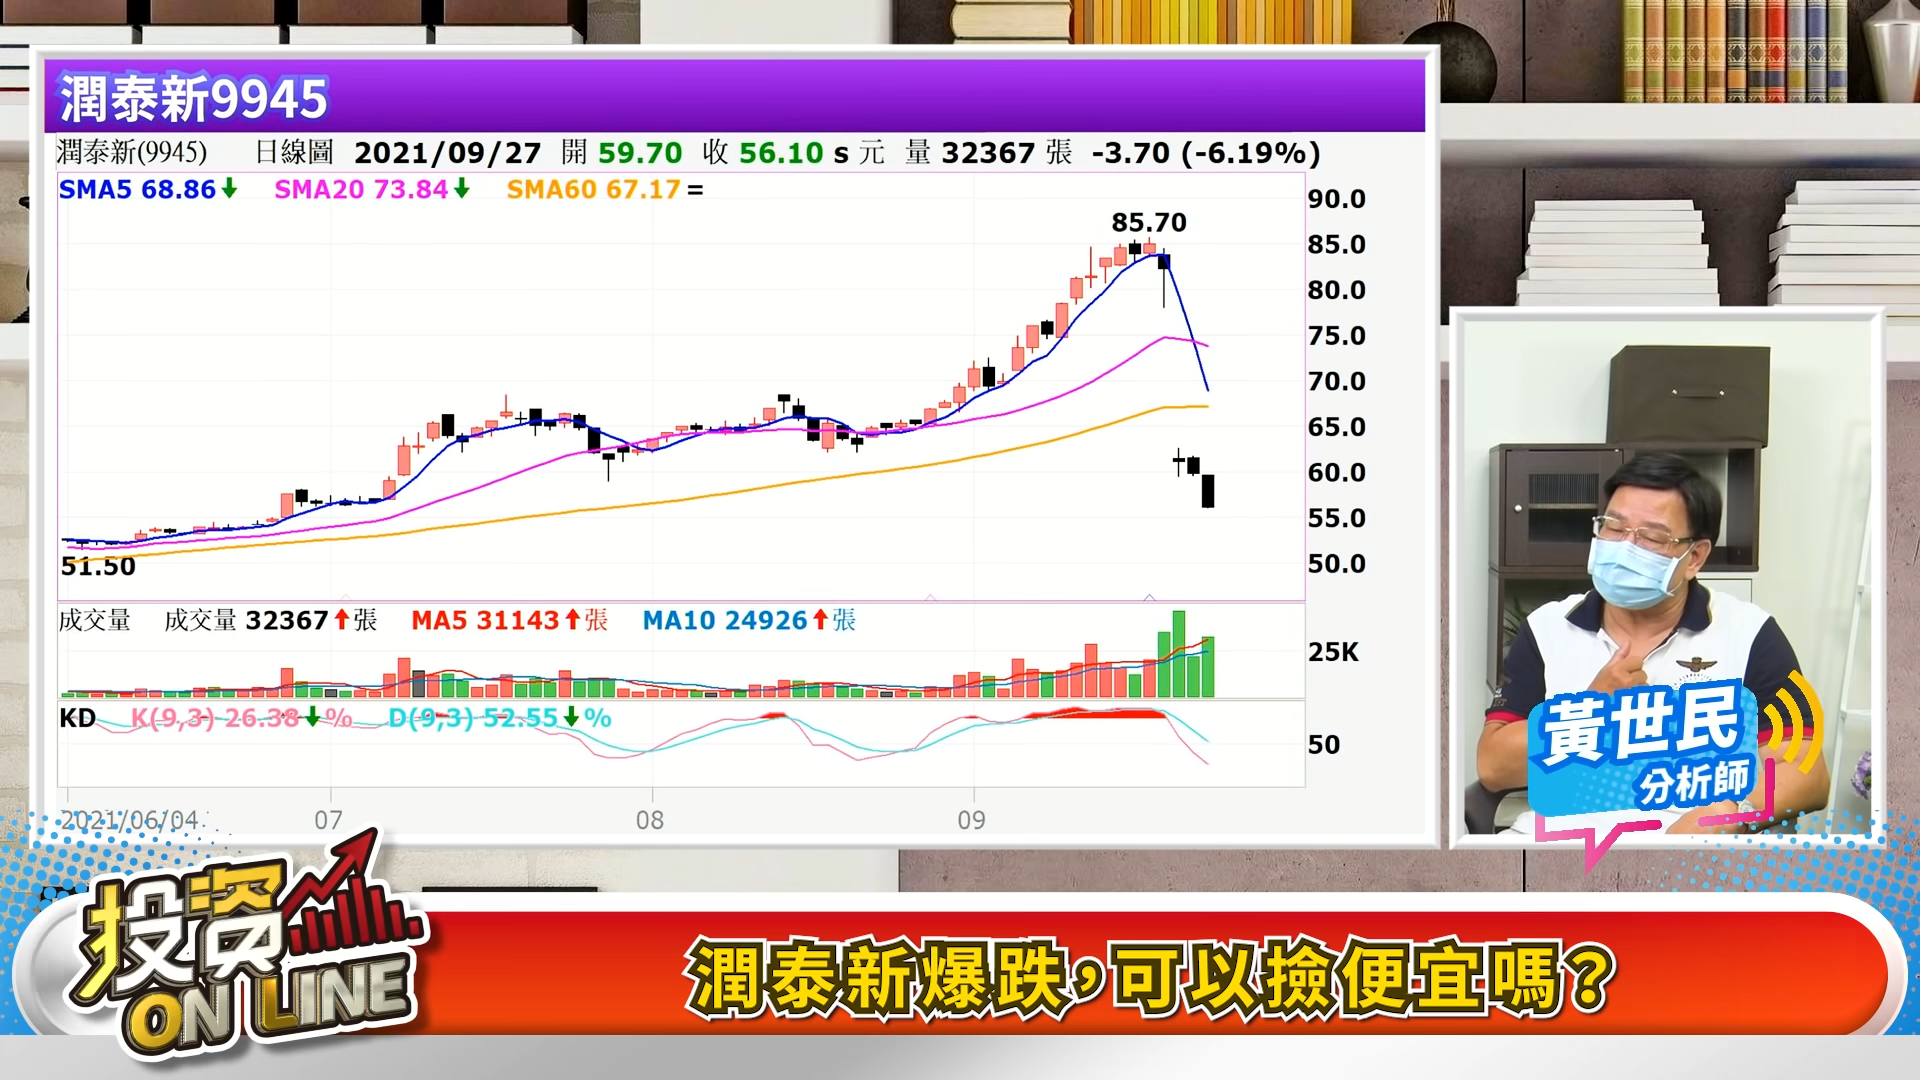 潤泰新9945
潤泰新(9945) 日線圖 2021/09/27 開 59.70 收 56.10 s 元 量 32367 張 -3.70 (-6.19%)
SMA5 68.86↓ SMA20 73.84↓ SMA60 67.17=
90.0
85.70
85.0
80.0
75.0
70.0
65.0
60.0
55.0
51.50
50.0
成交量 成交量 32367↑張 MA5 31143↑張 MA10 24926↑張
25K
KD K(9,3) 26.38↓% D(9,3) 52.55↓%
50
2021/06/04 07 08 09
黃世民
分析師
投資
ON LINE
潤泰新爆跌,可以撿便宜嗎?